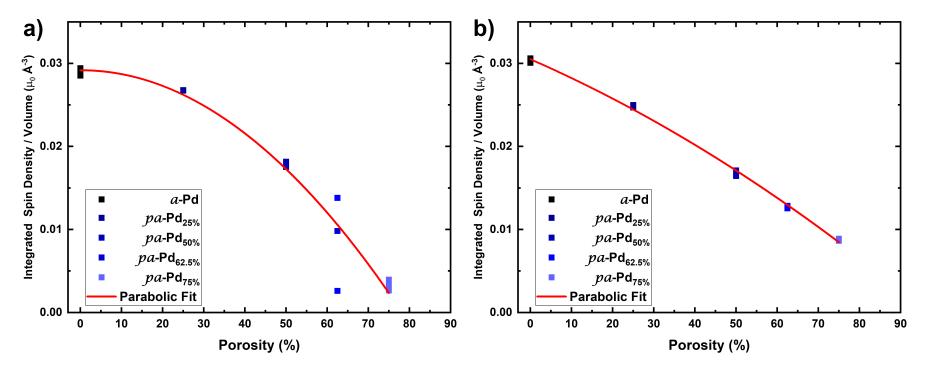 a)
Integrated Spin Density / Volume (μ₀ Å⁻³)
0.03
0.02
0.01
0.00
a-Pd
pa-Pd25%
pa-Pd50%
pa-Pd62.5%
pa-Pd75%
Parabolic Fit
0 10 20 30 40 50 60 70 80 90
Porosity (%)
b)
Integrated Spin Density / Volume (μ₀ Å⁻³)
0.03
0.02
0.01
0.00
a-Pd
pa-Pd25%
pa-Pd50%
pa-Pd62.5%
pa-Pd75%
Parabolic Fit
0 10 20 30 40 50 60 70 80 90
Porosity (%)